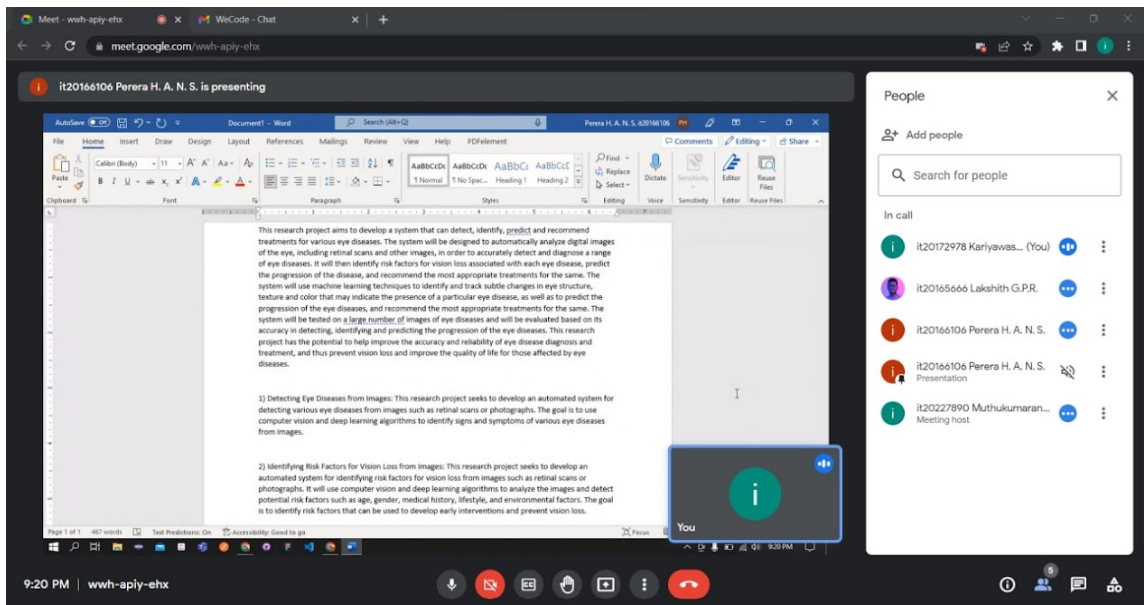 Meet - wwh-apiy-ehx
WeCode - Chat
meet.google.com/wwh-apiy-ehx
it20166106 Perera H. A. N. S. is presenting
AutoSave Off
Document1 - Word
Search (Alt+Q)
Perera H. A. N. S. it20166106
PH
File Home Insert Draw Design Layout References Mailings Review View Help PDFelement
Comments Editing Share
Paste
Calibri (Body) 11
AaBbCcDc AaBbCcDc AaBbCc AaBbCcC
1 Normal 1 No Spac... Heading 1 Heading 2
Find
Replace
Select
Dictate Sensitivity Editor Reuse Files
Clipboard Font Paragraph Styles Editing Voice Sensitivity Editor Reuse Files
This research project aims to develop a system that can detect, identify, predict and recommend
treatments for various eye diseases. The system will be designed to automatically analyze digital images
of the eye, including retinal scans and other images, in order to accurately detect and diagnose a range
of eye diseases. It will then identify risk factors for vision loss associated with each eye disease, predict
the progression of the disease, and recommend the most appropriate treatments for the same. The
system will use machine learning techniques to identify and track subtle changes in eye structure,
texture and color that may indicate the presence of a particular eye disease, as well as to predict the
progression of the eye diseases, and recommend the most appropriate treatments for the same. The
system will be tested on a large number of images of eye diseases and will be evaluated based on its
accuracy in detecting, identifying and predicting the progression of the eye diseases. This research
project has the potential to help improve the accuracy and reliability of eye disease diagnosis and
treatment, and thus prevent vision loss and improve the quality of life for those affected by eye
diseases.
1) Detecting Eye Diseases from Images: This research project seeks to develop an automated system for
detecting various eye diseases from images such as retinal scans or photographs. The goal is to use
computer vision and deep learning algorithms to identify signs and symptoms of various eye diseases
from images.
2) Identifying Risk Factors for Vision Loss from Images: This research project seeks to develop an
automated system for identifying risk factors for vision loss from images such as retinal scans or
photographs. It will use computer vision and deep learning algorithms to analyze the images and detect
potential risk factors such as age, gender, medical history, lifestyle, and environmental factors. The goal
is to identify risk factors that can be used to develop early interventions and prevent vision loss.
Page 1 of 1 467 words Text Predictions: On Accessibility: Good to go Focus
9:20 PM
i
You
People
Add people
Search for people
In call
it20172978 Kariyawas... (You)
it20165666 Lakshith G.P.R.
it20166106 Perera H. A. N. S.
it20166106 Perera H. A. N. S.
Presentation
it20227890 Muthukumaran...
Meeting host
9:20 PM | wwh-apiy-ehx
5